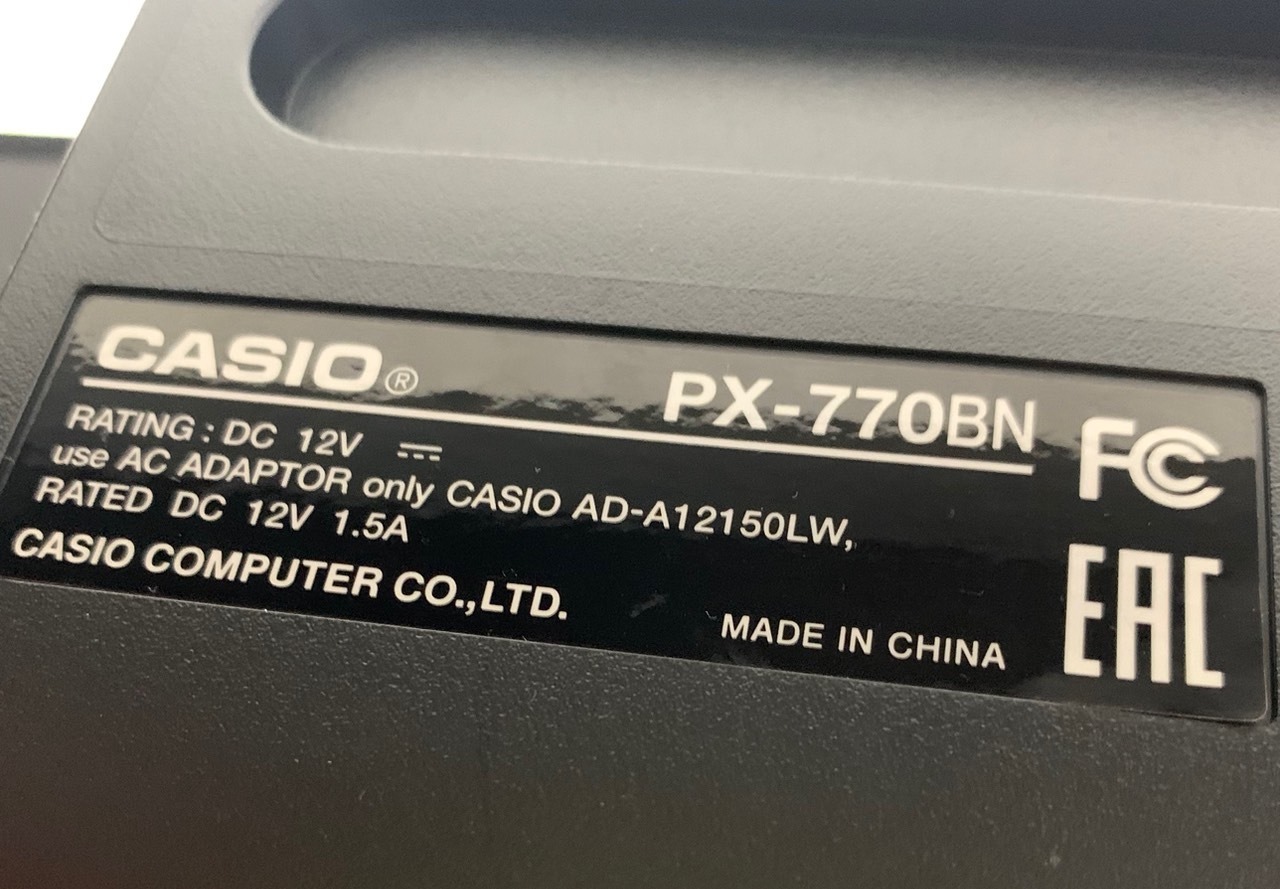 CASIO® PX-770BN
RATING : DC 12V ⎓
use AC ADAPTOR only CASIO AD-A12150LW,
RATED DC 12V 1.5A
CASIO COMPUTER CO.,LTD.
MADE IN CHINA
FC
EAC